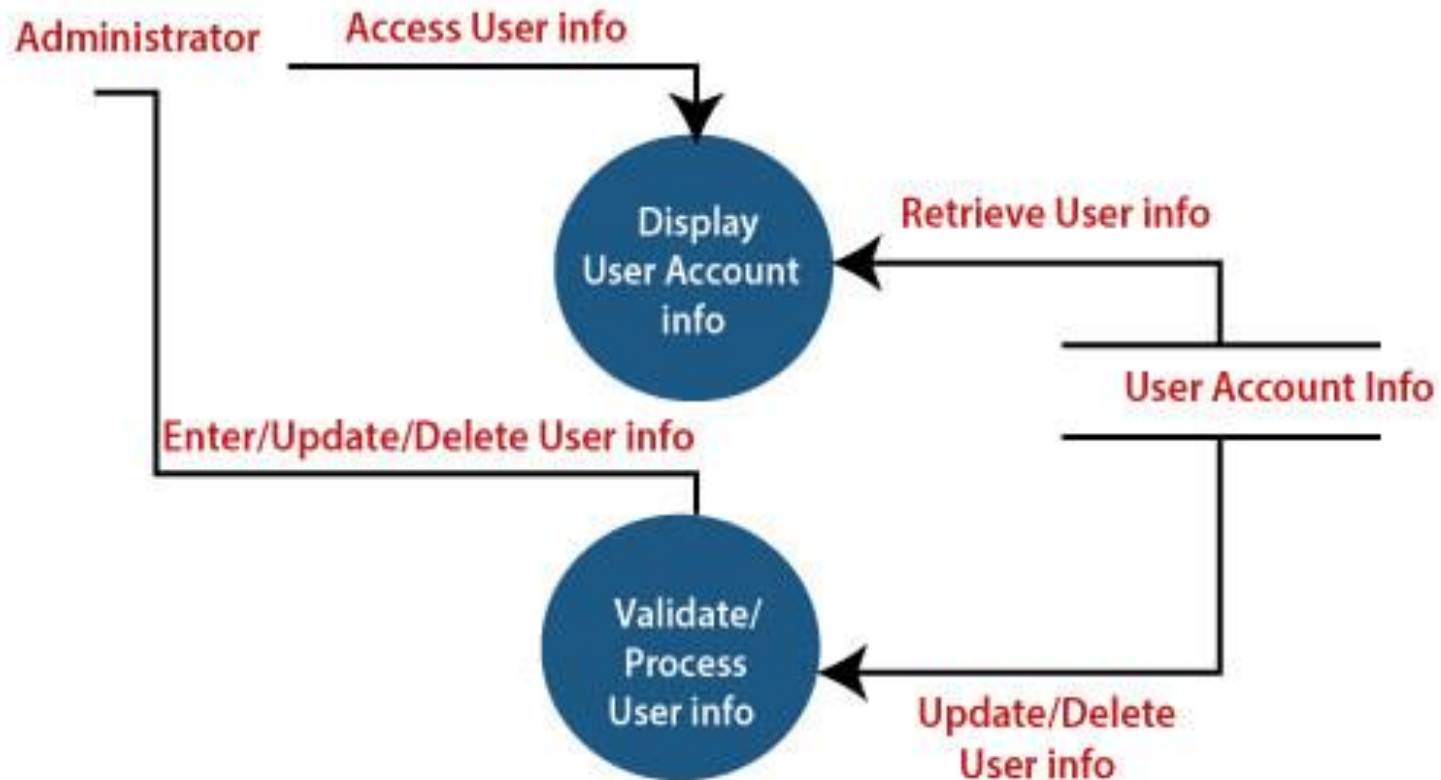 Administrator
Access User info
Display
User Account
info
Retrieve User info
User Account Info
Enter/Update/Delete User info
Validate/
Process
User info
Update/Delete
User info